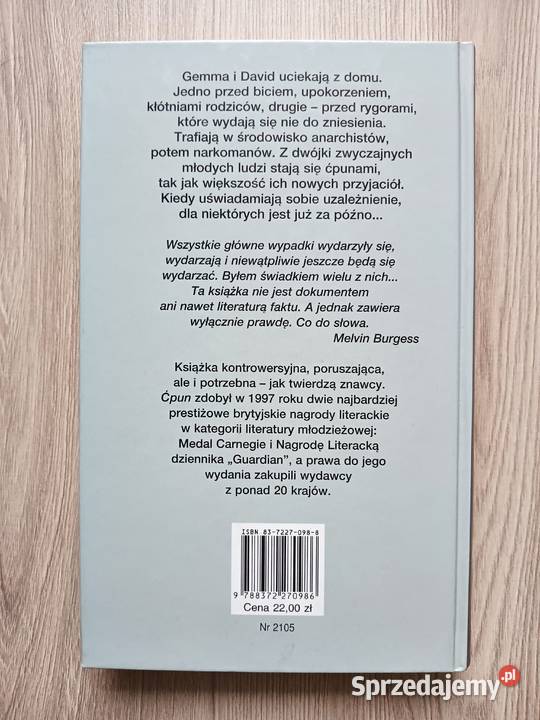 Gemma i David uciekają z domu.
Jedno przed biciem, upokorzeniem,
kłótniami rodziców, drugie – przed rygorami,
które wydają się nie do zniesienia.
Trafiają w środowisko anarchistów,
potem narkomanów. Z dwójki zwyczajnych
młodych ludzi stają się ćpunami,
tak jak większość ich nowych przyjaciół.
Kiedy uświadamiają sobie uzależnienie,
dla niektórych jest już za późno...
Wszystkie główne wypadki wydarzyły się,
wydarzają i niewątpliwie jeszcze będą się
wydarzać. Byłem świadkiem wielu z nich...
Ta książka nie jest dokumentem
ani nawet literaturą faktu. A jednak zawiera
wyłącznie prawdę. Co do słowa.
Melvin Burgess
Książka kontrowersyjna, poruszająca,
ale i potrzebna – jak twierdzą znawcy.
Ćpun zdobył w 1997 roku dwie najbardziej
prestiżowe brytyjskie nagrody literackie
w kategorii literatury młodzieżowej:
Medal Carnegie i Nagrodę Literacką
dziennika „Guardian", a prawa do jego
wydania zakupili wydawcy
z ponad 20 krajów.
ISBN 83-7227-098-8
9 788372 270986
Cena 22,00 zł
Nr 2105
Sprzedajemy.pl